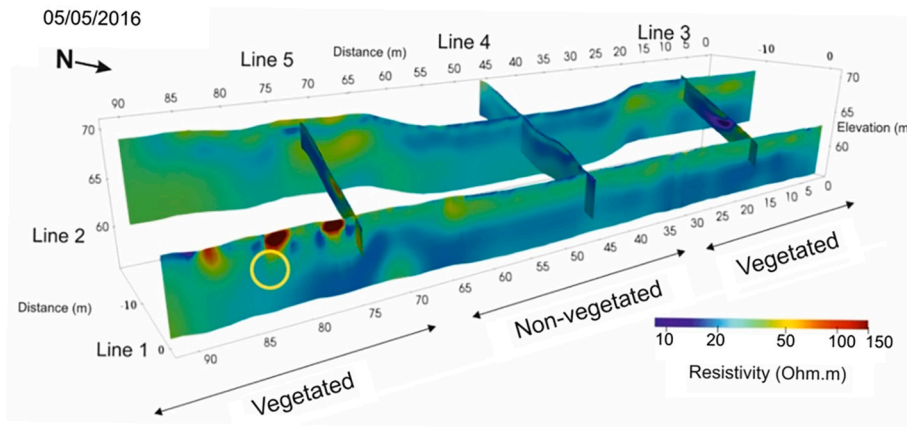 05/05/2016
N
Line 5
Distance (m)
Line 4
Line 3
90 85 80 75 70 65 60 55 50 45 40 35 30 25 20 15 10 5 0
-10 0
70
65
60
Elevation (m
70
65
60
Line 2
Distance (m)
-10
0
Line 1
90 85 80 75 70 65 60 55 50 45 40 35 30 25 20 15 10 5 0
Vegetated
Non-vegetated
Vegetated
10 20 50 100 150
Resistivity (Ohm.m)